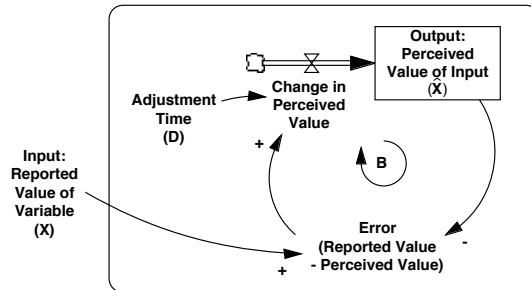 Output:
Perceived
Value of Input
(X̂)
Change in
Perceived
Value
Adjustment
Time
(D)
+
B
Input:
Reported
Value of
Variable
(X)
Error
(Reported Value
- Perceived Value)
-
+